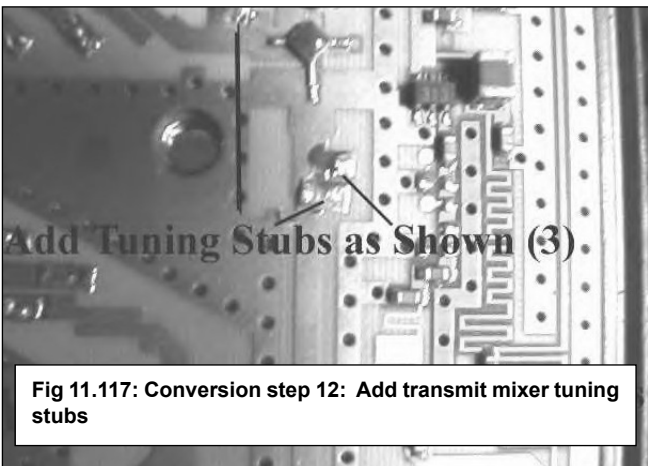 Add Tuning Stubs as Shown (3)
Fig 11.117: Conversion step 12: Add transmit mixer tuning
stubs